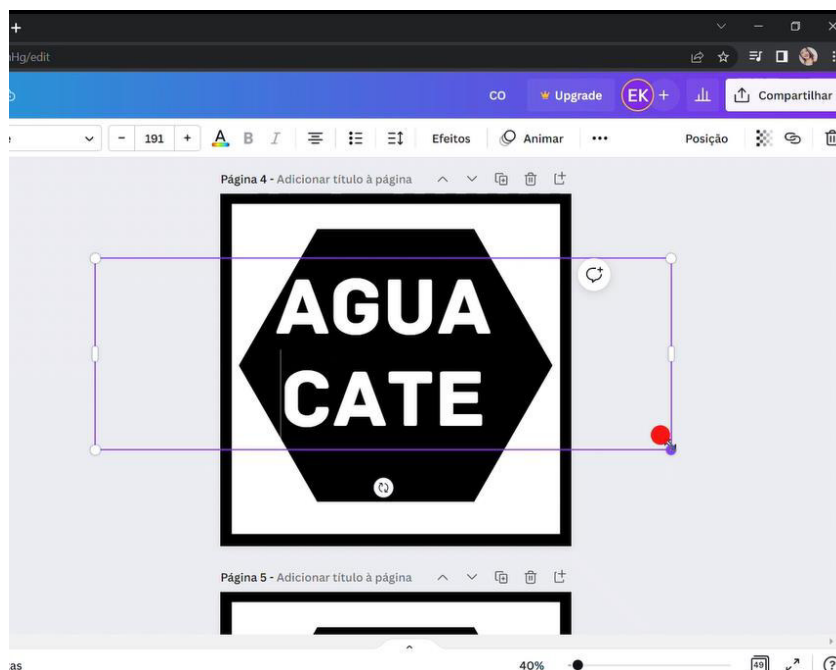 +
Hg/edit
CO
Upgrade
EK
+
Compartilhar
- 191 +
A B I
Efeitos
Animar
...
Posição
Página 4 - Adicionar título à página
AGUA
CATE
Página 5 - Adicionar título à página
as
40%
49
?